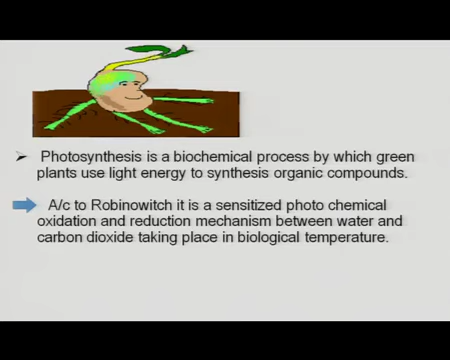 Photosynthesis is a biochemical process by which green
plants use light energy to synthesis organic compounds.
A/c to Robinowitch it is a sensitized photo chemical
oxidation and reduction mechanism between water and
carbon dioxide taking place in biological temperature.